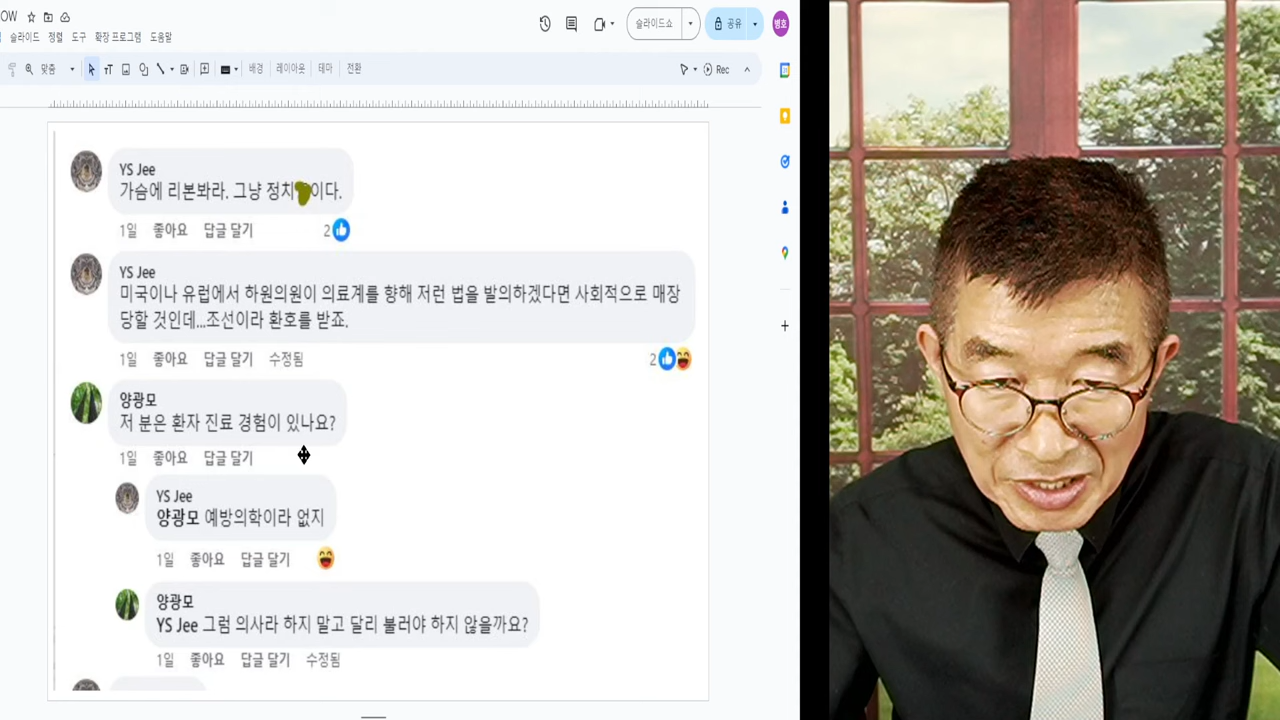 OW
슬라이드 정렬 도구 확장 프로그램 도움말
슬라이드쇼
공유
병호
맞춤
배경 레이아웃 테마 전환
Rec
YS Jee
가슴에 리본봐라. 그냥 정치 이다.
1일 좋아요 답글 달기 2
YS Jee
미국이나 유럽에서 하원의원이 의료계를 향해 저런 법을 발의하겠다면 사회적으로 매장
당할 것인데...조선이라 환호를 받죠.
1일 좋아요 답글 달기 수정됨 2
양광모
저 분은 환자 진료 경험이 있나요?
1일 좋아요 답글 달기
YS Jee
양광모 예방의학이라 없지
1일 좋아요 답글 달기
양광모
YS Jee 그럼 의사라 하지 말고 달리 불러야 하지 않을까요?
1일 좋아요 답글 달기 수정됨